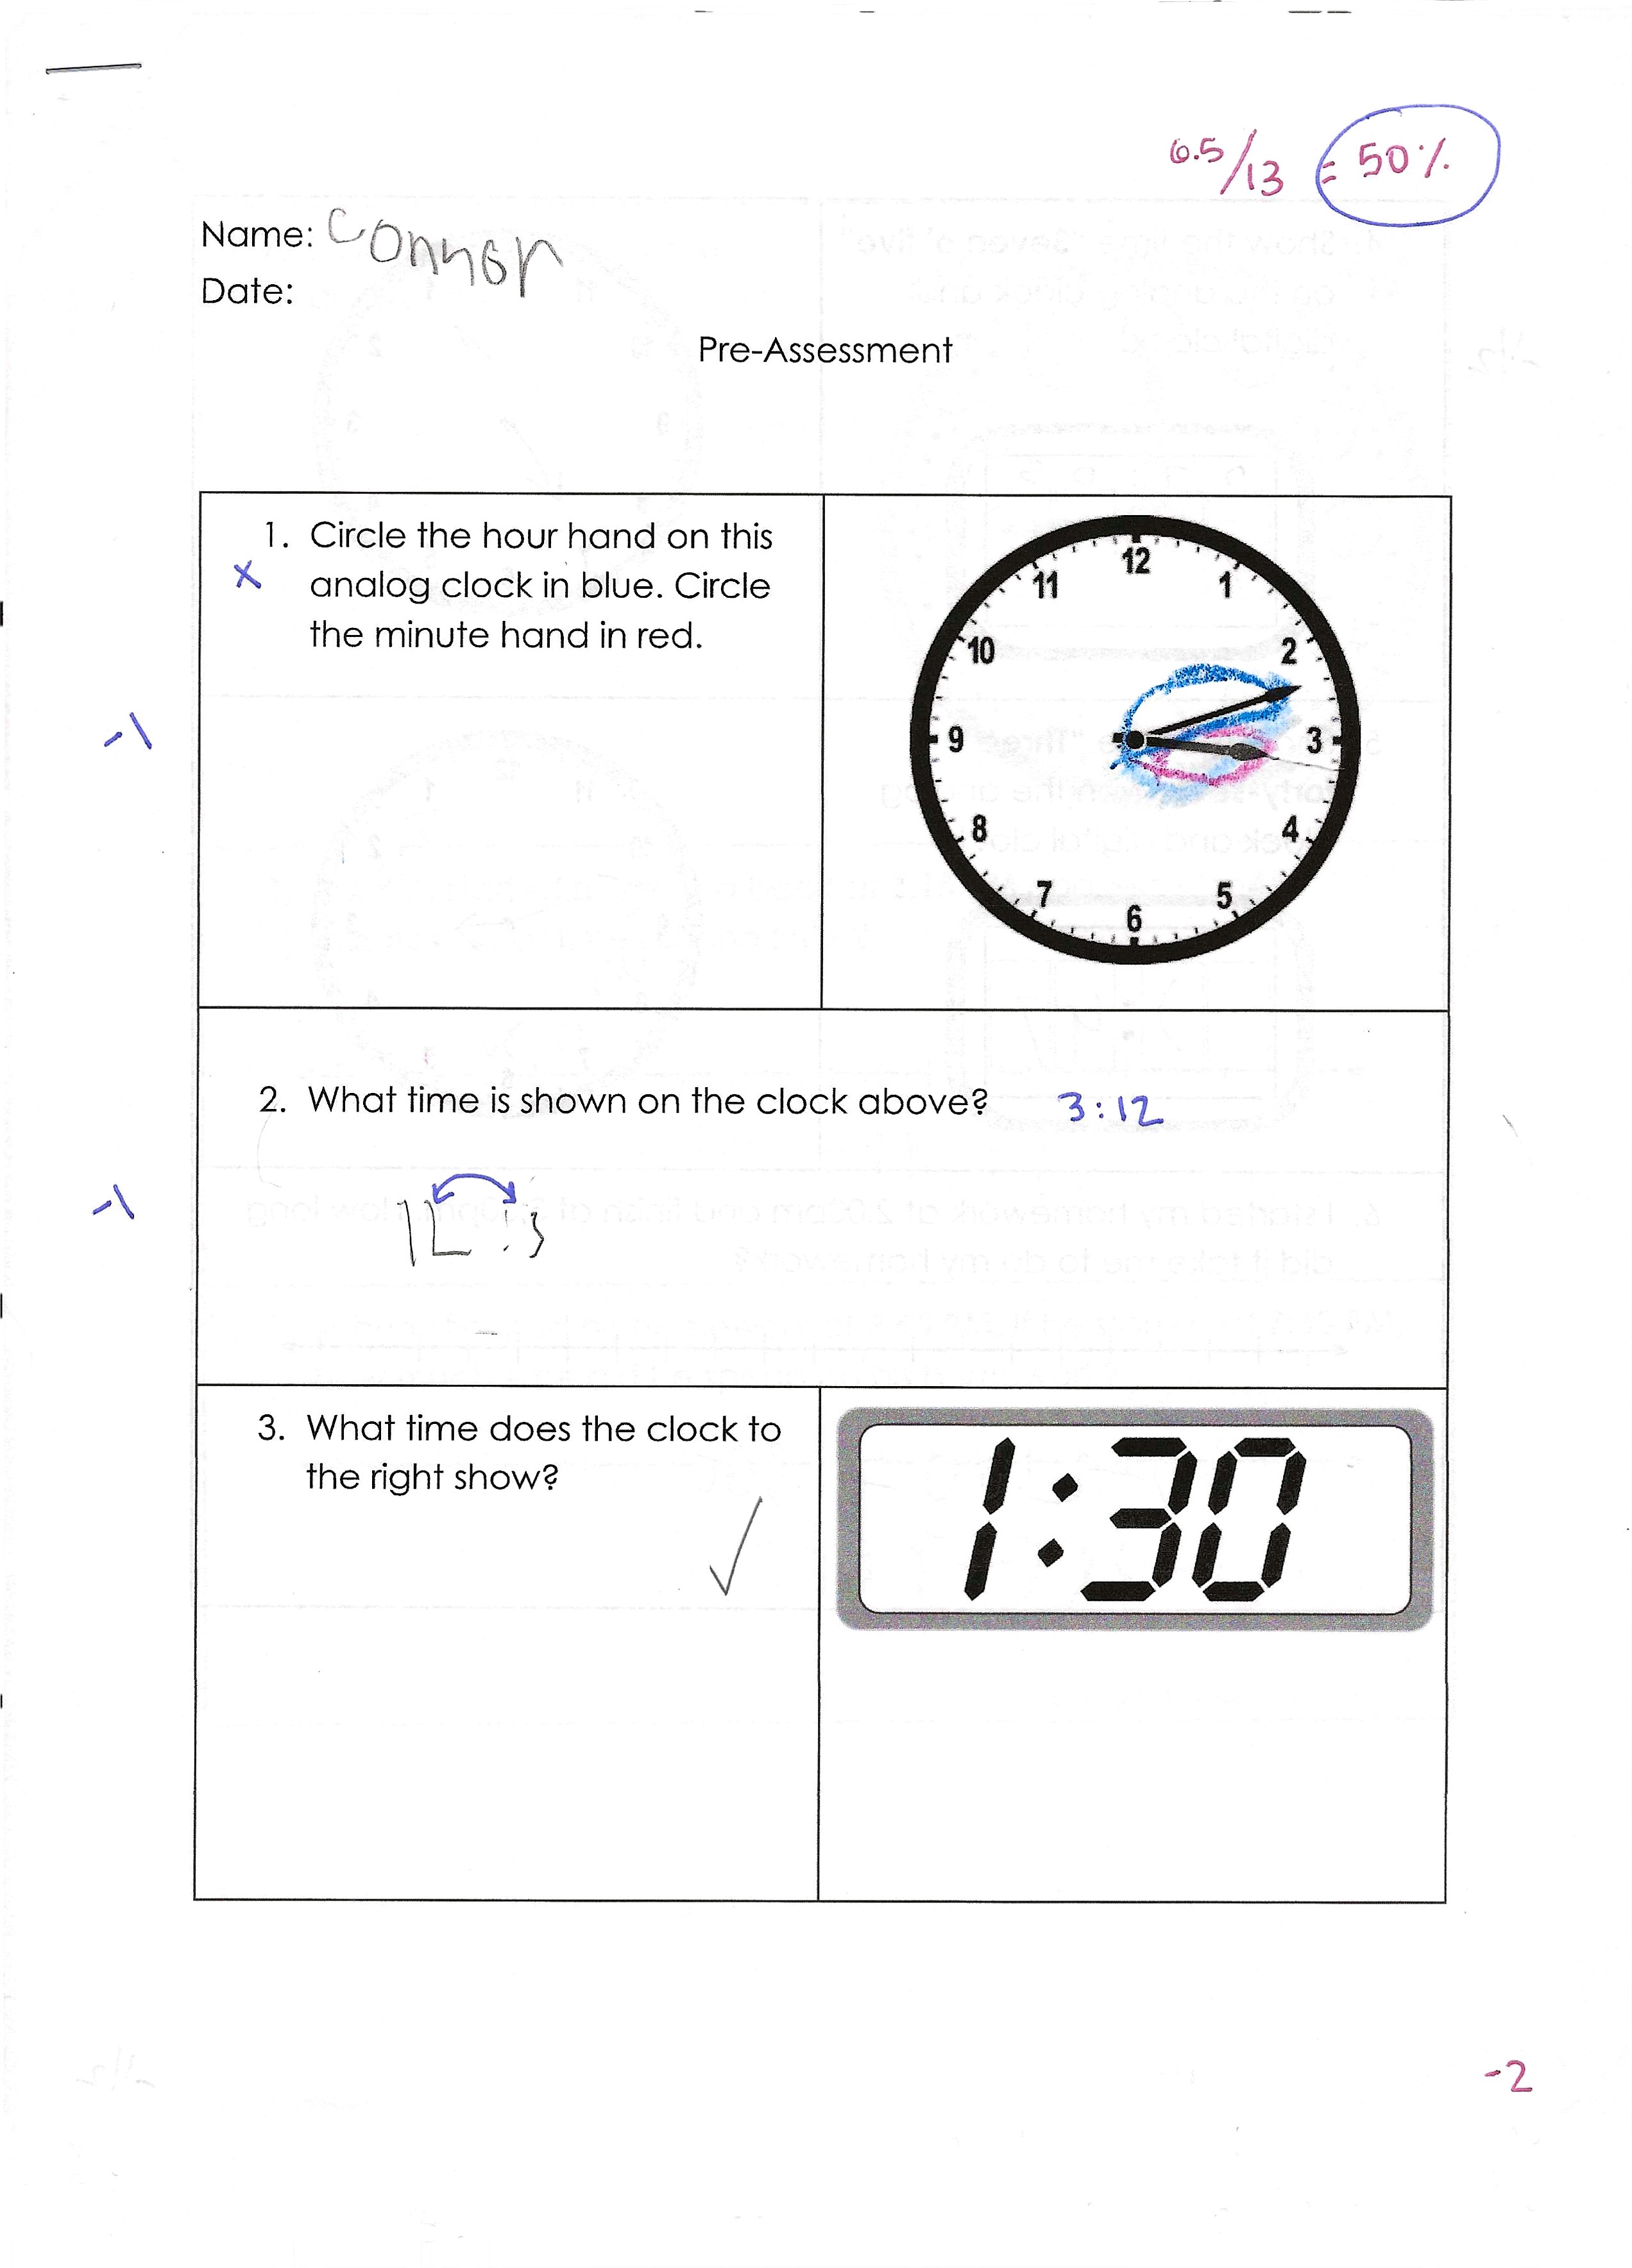 6.5/13 = 50%
Name: Connor
Date:
Pre-Assessment
1. Circle the hour hand on this
analog clock in blue. Circle
the minute hand in red.
x
-1
12
11 1
10 2
9 3
8 4
7 5
6
2. What time is shown on the clock above? 3:12
-1
12:3
3. What time does the clock to
the right show?
✓
1:30
-2